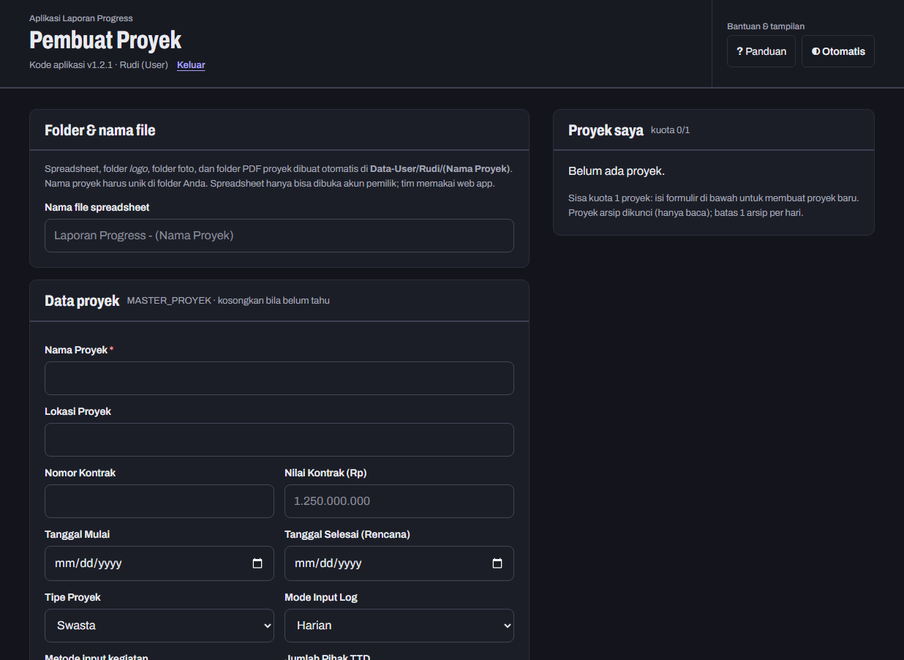 Aplikasi Laporan Progress
Pembuat Proyek
Kode aplikasi v1.2.1 · Rudi (User) Keluar
Bantuan & tampilan
? Panduan
Otomatis
Folder & nama file
Spreadsheet, folder logo, folder foto, dan folder PDF proyek dibuat otomatis di Data-User/Rudi/(Nama Proyek).
Nama proyek harus unik di folder Anda. Spreadsheet hanya bisa dibuka akun pemilik; tim memakai web app.
Nama file spreadsheet
Laporan Progress - (Nama Proyek)
Proyek saya kuota 0/1
Belum ada proyek.
Sisa kuota 1 proyek: isi formulir di bawah untuk membuat proyek baru.
Proyek arsip dikunci (hanya baca); batas 1 arsip per hari.
Data proyek MASTER_PROYEK · kosongkan bila belum tahu
Nama Proyek *
Lokasi Proyek
Nomor Kontrak
Nilai Kontrak (Rp)
1.250.000.000
Tanggal Mulai
Tanggal Selesai (Rencana)
mm/dd/yyyy
mm/dd/yyyy
Tipe Proyek
Mode Input Log
Swasta
Harian
Metode input kegiatan
Jumlah Pihak TTD